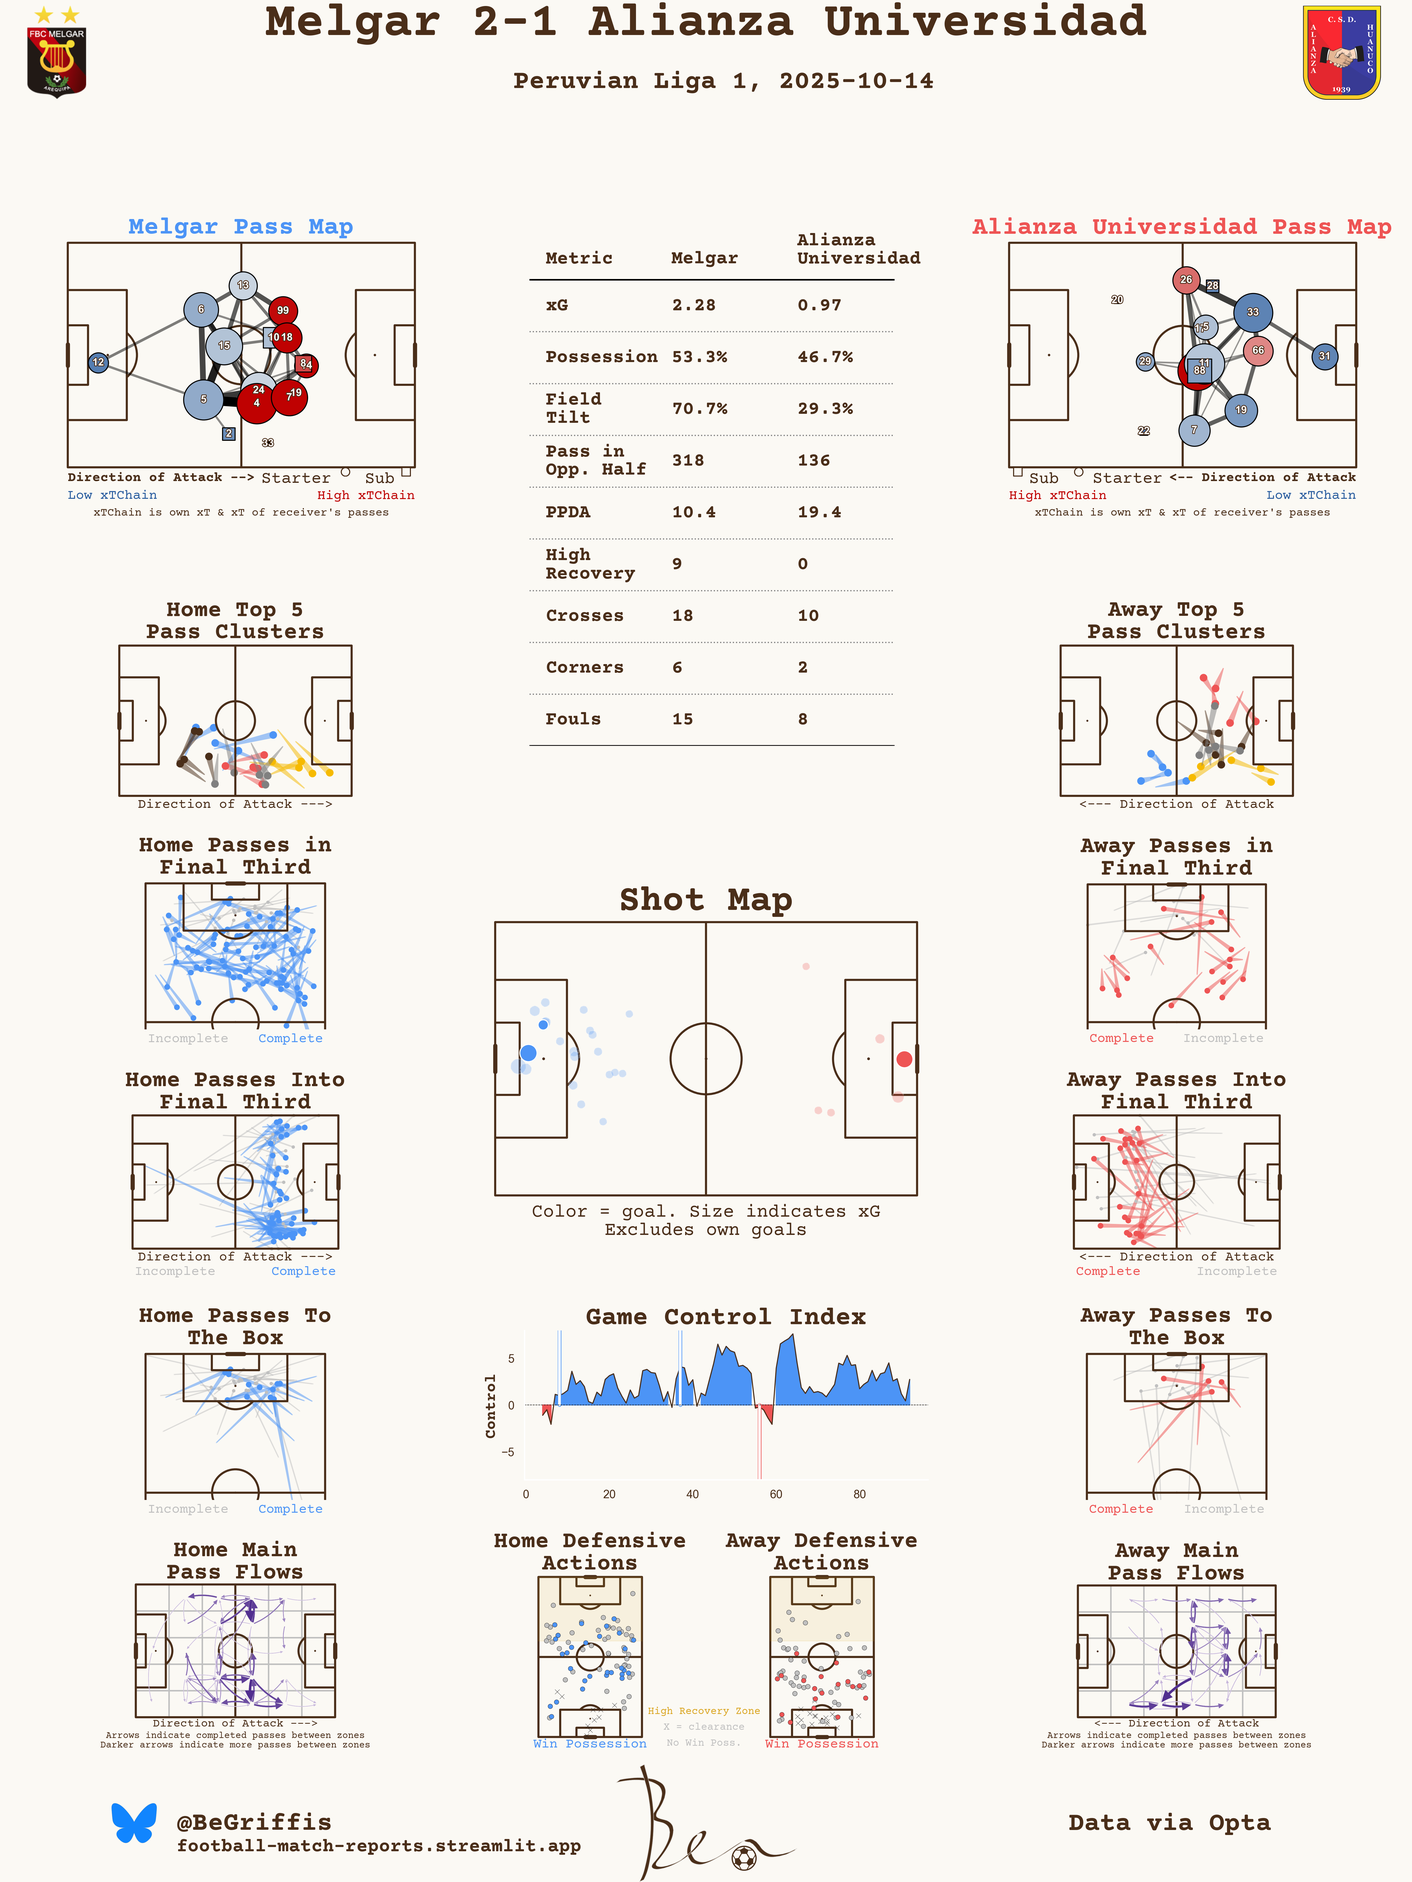 Melgar 2-1 Alianza Universidad
Peruvian Liga 1, 2025-10-14
FBC MELGAR
AREQUIPA
C. S. D.
ALIANZA
HUANUCO
1939
Melgar Pass Map
13
6
99
15
10
18
12
8
4
24
4
7
19
5
2
33
Direction of Attack --> Starter Sub
Low xTChain High xTChain
xTChain is own xT & xT of receiver's passes
Metric Melgar Alianza Universidad
xG 2.28 0.97
Possession 53.3% 46.7%
Field Tilt 70.7% 29.3%
Pass in Opp. Half 318 136
PPDA 10.4 19.4
High Recovery 9 0
Crosses 18 10
Corners 6 2
Fouls 15 8
Alianza Universidad Pass Map
26
28
20
33
5
66
31
29
11
88
19
7
22
Sub Starter <-- Direction of Attack
High xTChain Low xTChain
xTChain is own xT & xT of receiver's passes
Home Top 5
Pass Clusters
Direction of Attack --->
Away Top 5
Pass Clusters
<--- Direction of Attack
Home Passes in
Final Third
Incomplete Complete
Away Passes in
Final Third
Complete Incomplete
Shot Map
Color = goal. Size indicates xG
Excludes own goals
Home Passes Into
Final Third
Direction of Attack --->
Incomplete Complete
Away Passes Into
Final Third
<--- Direction of Attack
Complete Incomplete
Home Passes To
The Box
Incomplete Complete
Game Control Index
Control
5
0
−5
0 20 40 60 80
Away Passes To
The Box
Complete Incomplete
Home Main
Pass Flows
Direction of Attack --->
Arrows indicate completed passes between zones
Darker arrows indicate more passes between zones
Home Defensive
Actions
Win Possession
High Recovery Zone
X = clearance
No Win Poss.
Away Defensive
Actions
Win Possession
Away Main
Pass Flows
<--- Direction of Attack
Arrows indicate completed passes between zones
Darker arrows indicate more passes between zones
@BeGriffis
football-match-reports.streamlit.app
Ben
Data via Opta